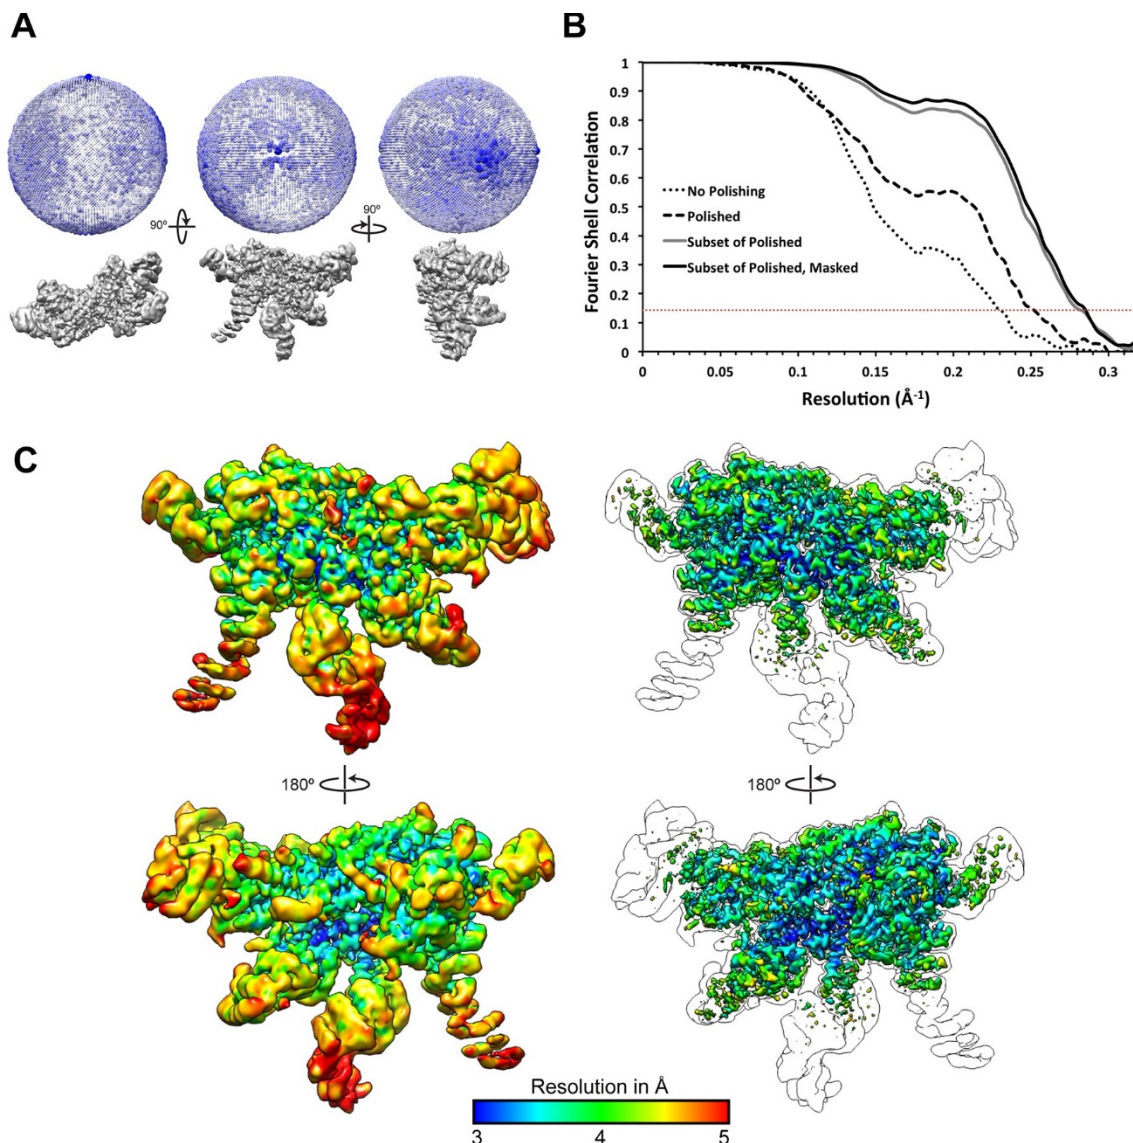 A
90º
90º
B
Fourier Shell Correlation
1
0.9
0.8
0.7
0.6
0.5
0.4
0.3
0.2
0.1
0
No Polishing
Polished
Subset of Polished
Subset of Polished, Masked
0
0.05
0.1
0.15
0.2
0.25
0.3
Resolution (Å-1)
C
180º
180º
Resolution in Å
3
4
5